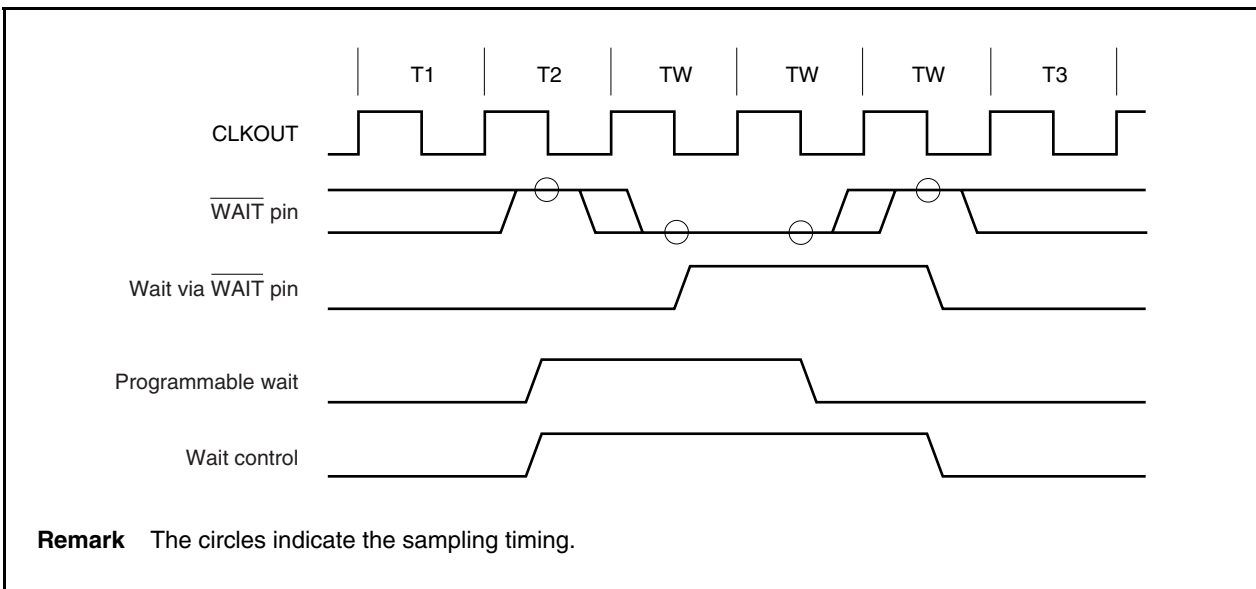 T1 T2 TW TW TW T3
CLKOUT
WAIT pin
Wait via WAIT pin
Programmable wait
Wait control
Remark The circles indicate the sampling timing.